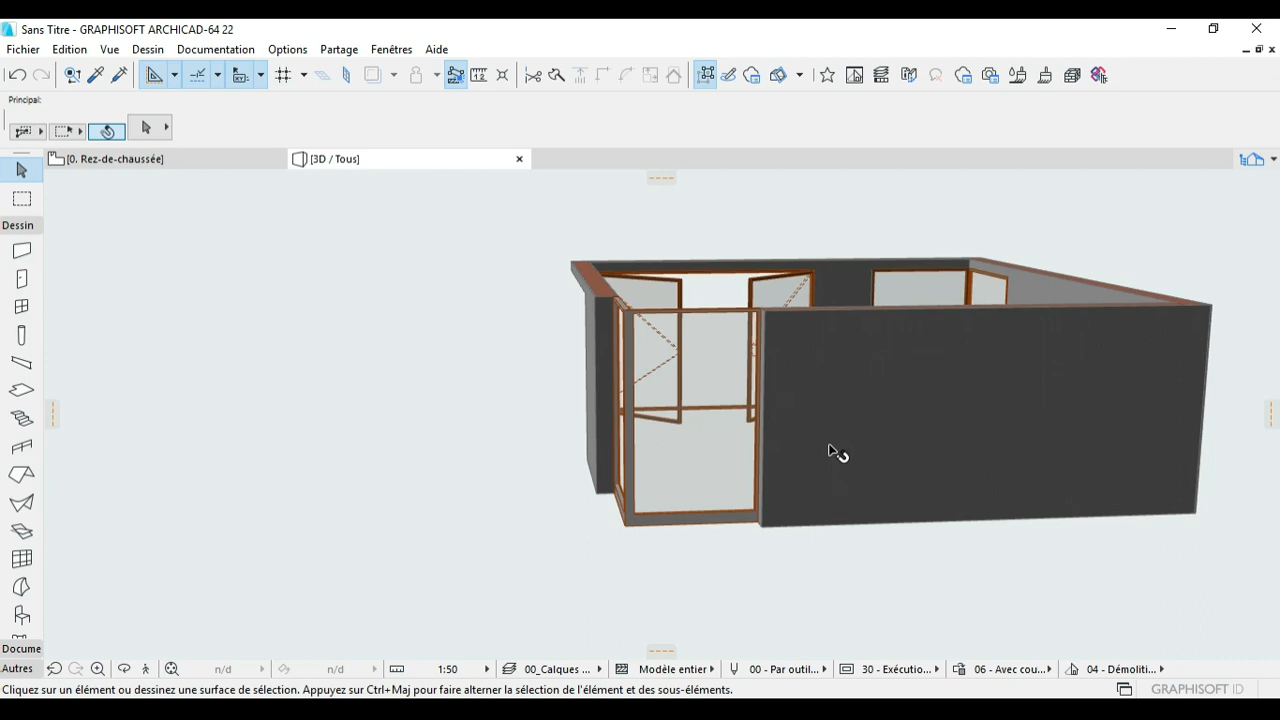 Sans Titre - GRAPHISOFT ARCHICAD-64 22
Fichier Edition Vue Dessin Documentation Options Partage Fenêtres Aide
Principal:
[0. Rez-de-chaussée] [3D / Tous]
Dessin
Docume
Autres n/d n/d 1:50 00_Calques ... Modèle entier 00 - Par outil... 30 - Exécutio... 06 - Avec cou... 04 - Démoliti...
Cliquez sur un élément ou dessinez une surface de sélection. Appuyez sur Ctrl+Maj pour faire alterner la sélection de l'élément et des sous-éléments. GRAPHISOFT ID